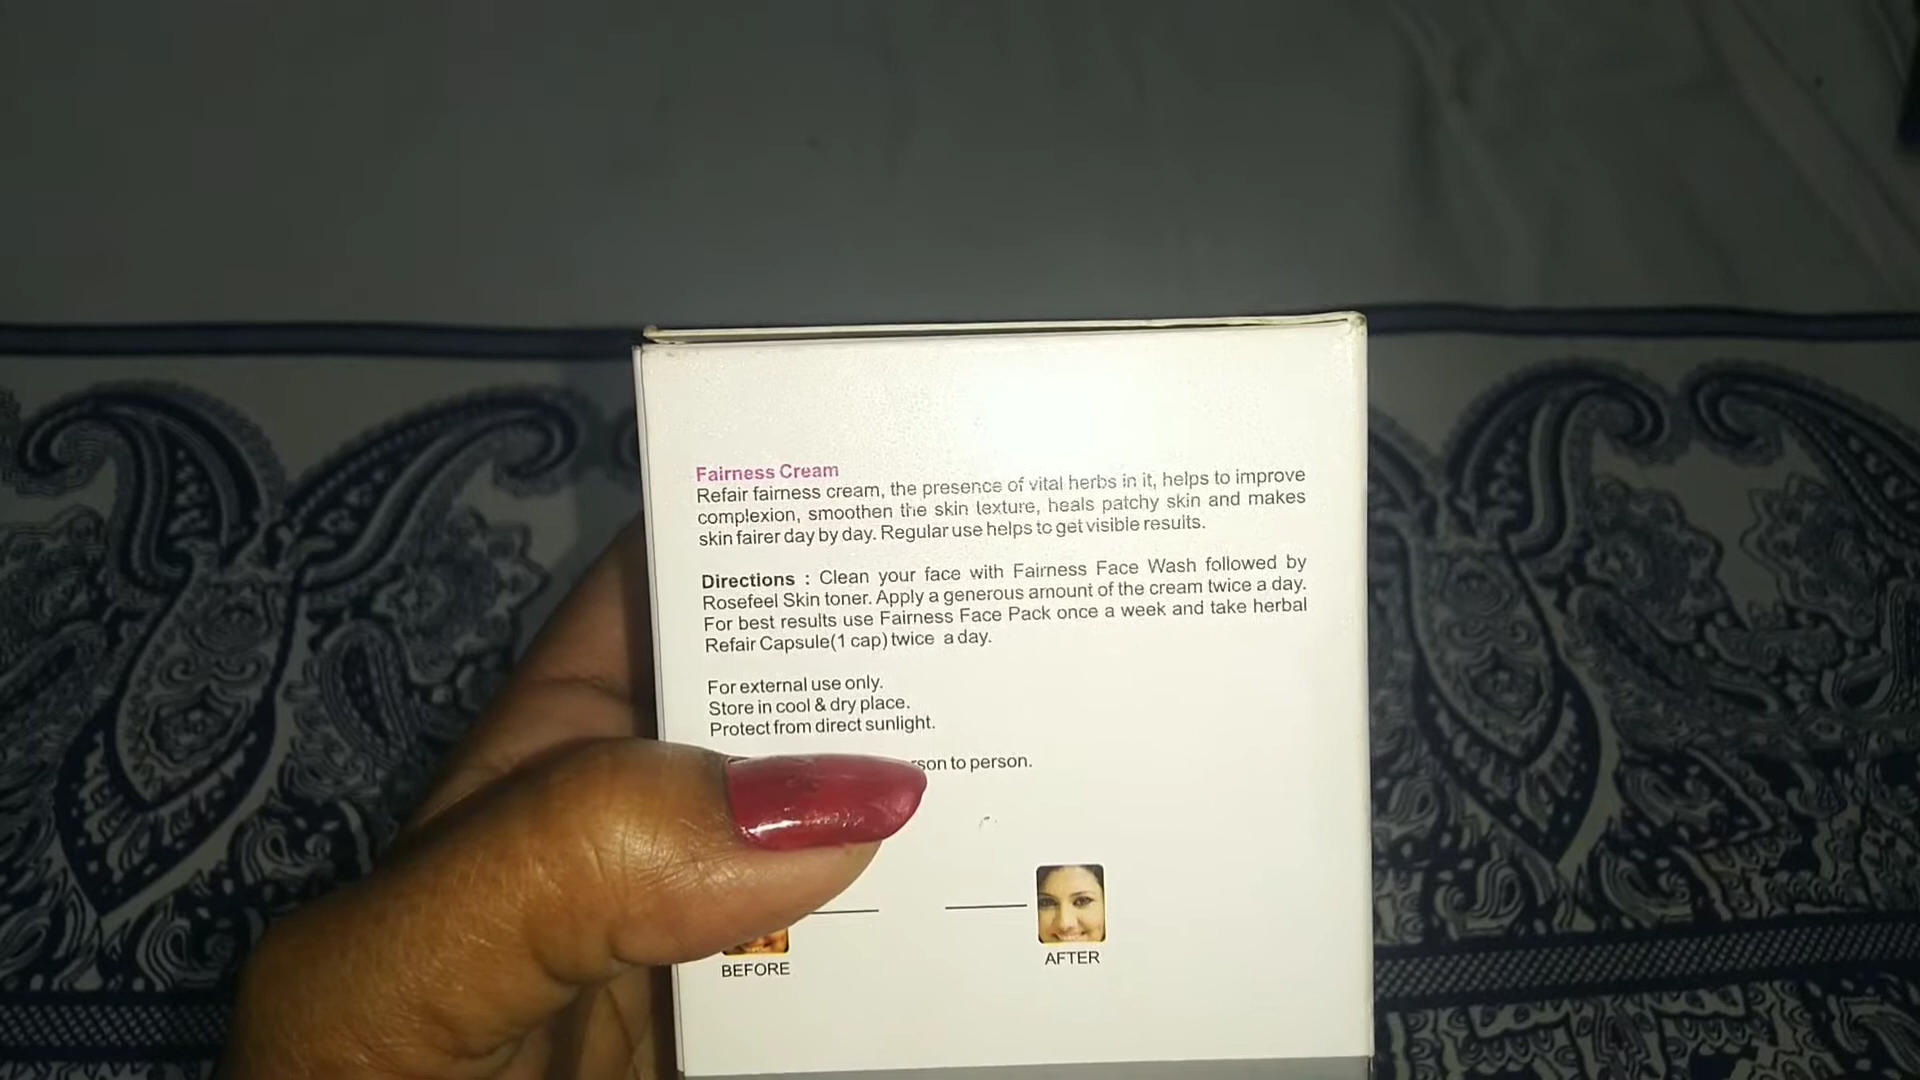 Fairness Cream
Refair fairness cream, the presence of vital herbs in it, helps to improve
complexion, smoothen the skin texture, heals patchy skin and makes
skin fairer day by day. Regular use helps to get visible results.
Directions : Clean your face with Fairness Face Wash followed by
Rosefeel Skin toner. Apply a generous amount of the cream twice a day.
For best results use Fairness Face Pack once a week and take herbal
Refair Capsule(1 cap) twice a day.
For external use only.
Store in cool & dry place.
Protect from direct sunlight.
to person.
BEFORE
AFTER